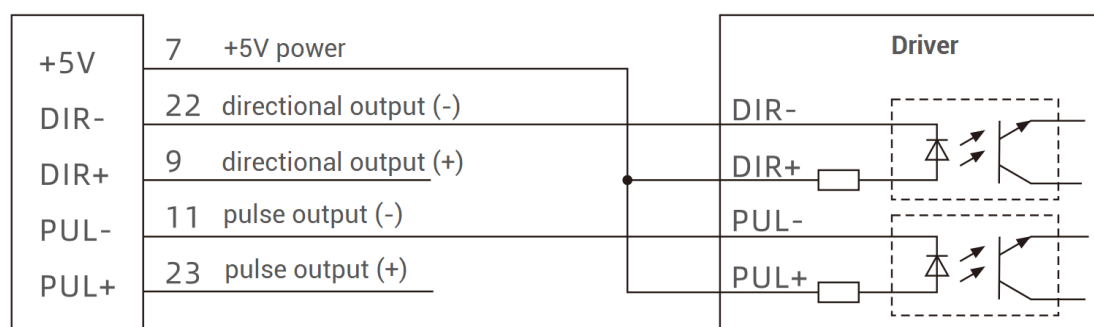 +5V 7 +5V power
DIR- 22 directional output (-)
DIR+ 9 directional output (+)
PUL- 11 pulse output (-)
PUL+ 23 pulse output (+)
Driver
DIR-
DIR+
PUL-
PUL+